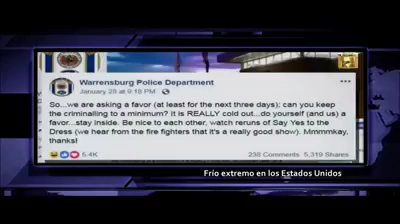 Warrensburg Police Department
January 28 at 9:18 PM
So...we are asking a favor (at least for the next three days); can you keep
the criminalling to a minimum? It IS REALLY cold out...do yourself (and us) a
favor...stay inside. Be nice to each other, watch reruns of Say Yes to the
Dress (we hear from the fire fighters that it's a really good show). Mmmmkay,
thanks!
5.4K
238 Comments 5,319 Shares
Frío extremo en los Estados Unidos